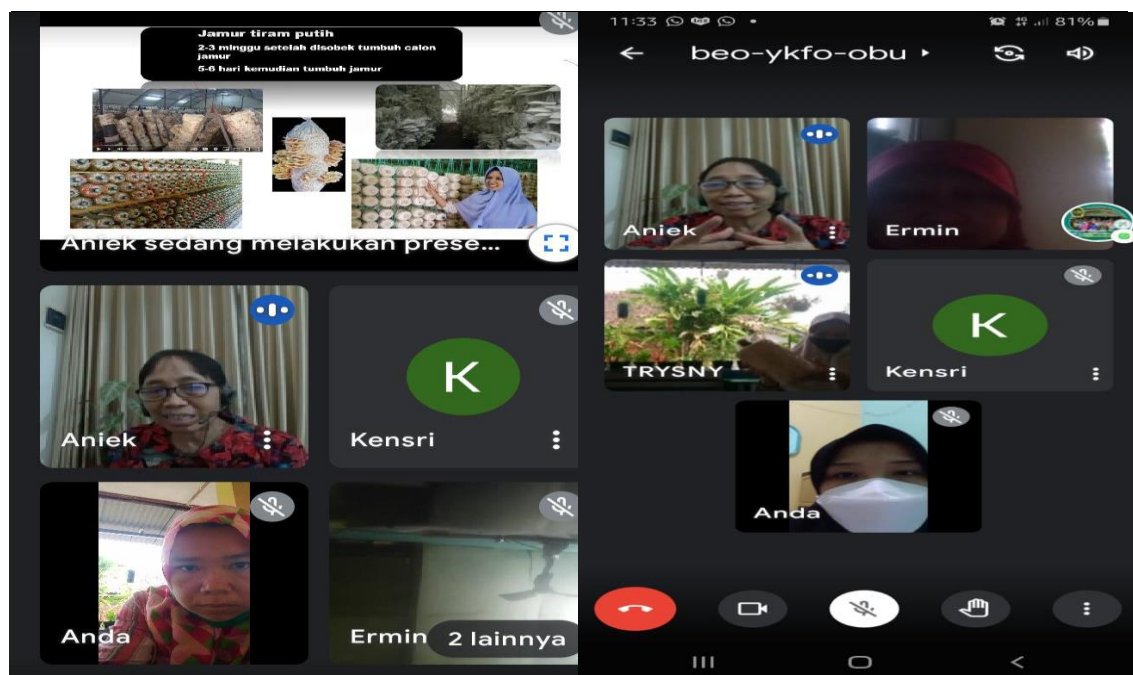 Jamur tiram putih
2-3 minggu setelah disobek tumbuh calon
jamur
5-6 hari kemudian tumbuh jamur
Aniek sedang melakukan prese...
Aniek
K
Kensri
Anda
Ermin
2 lainnya
11:33
81%
beo-ykfo-obu
Aniek
Ermin
TRYSNY
K
Kensri
Anda